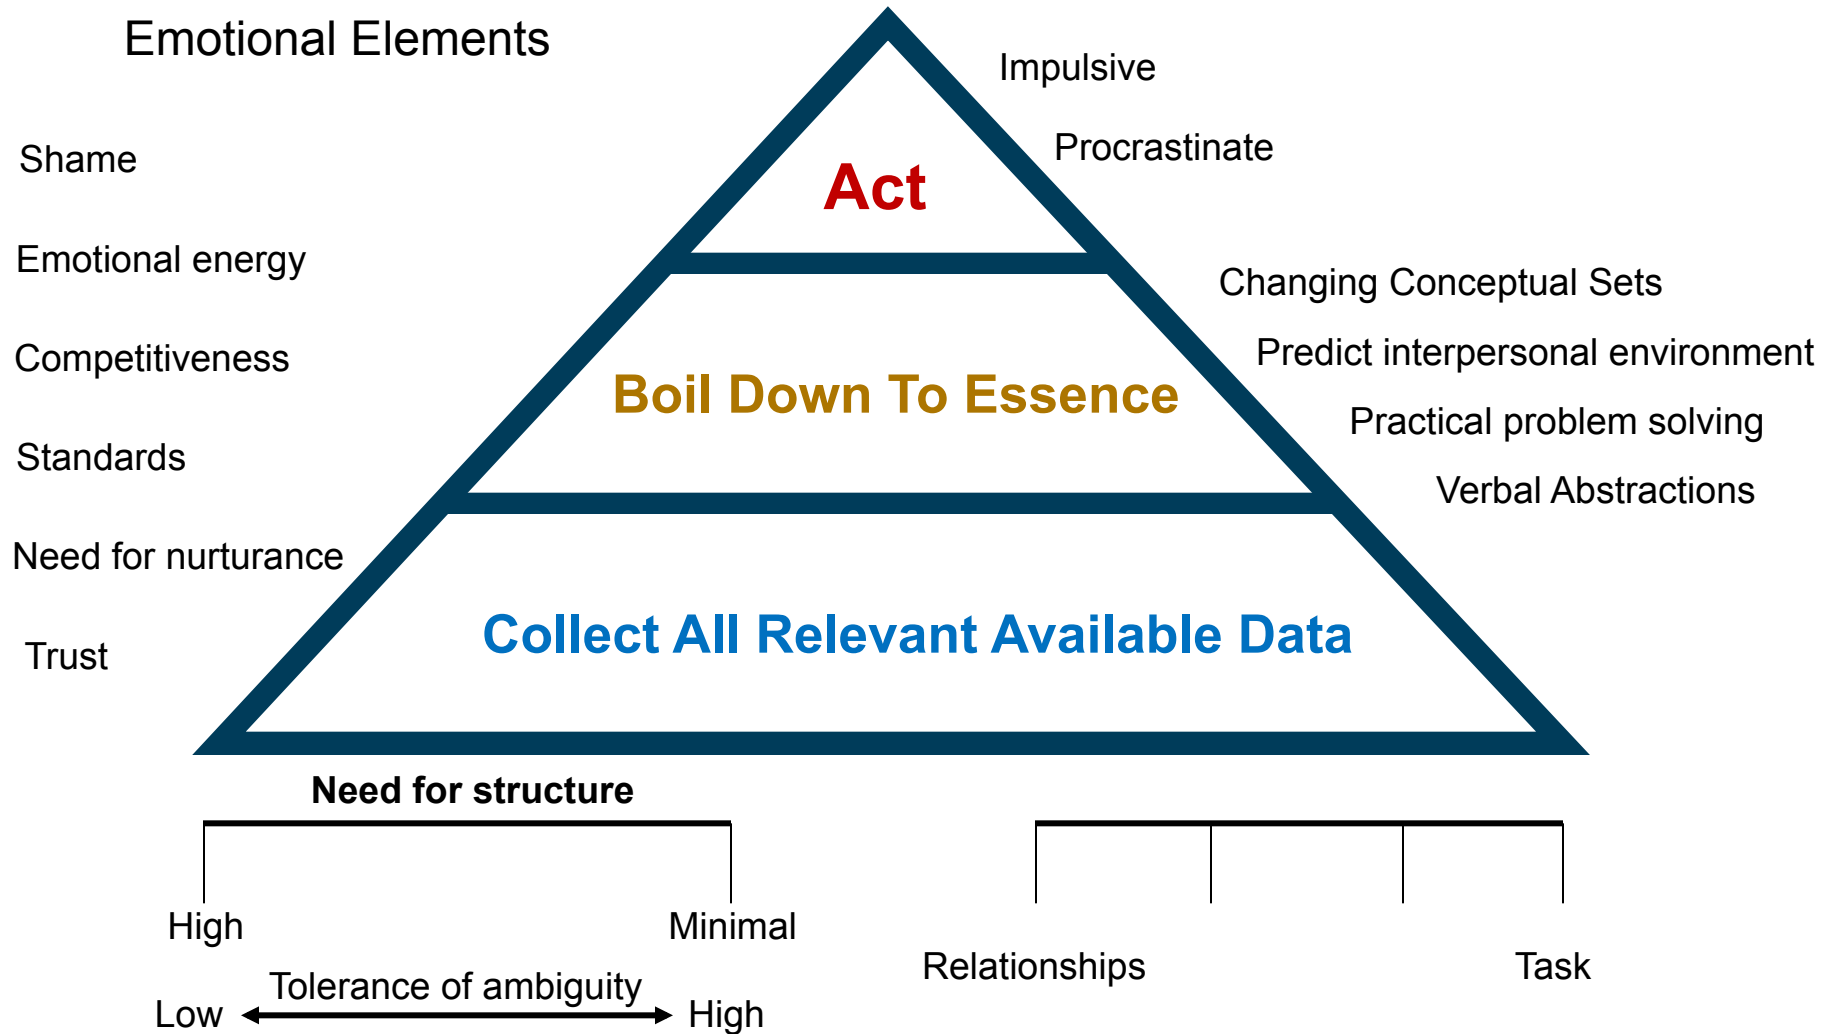 Emotional Elements
Impulsive
Procrastinate
Shame
Act
Emotional energy
Changing Conceptual Sets
Competitiveness
Predict interpersonal environment
Boil Down To Essence
Practical problem solving
Standards
Verbal Abstractions
Need for nurturance
Collect All Relevant Available Data
Trust
Need for structure
High
Minimal
Relationships
Task
Tolerance of ambiguity
Low
High